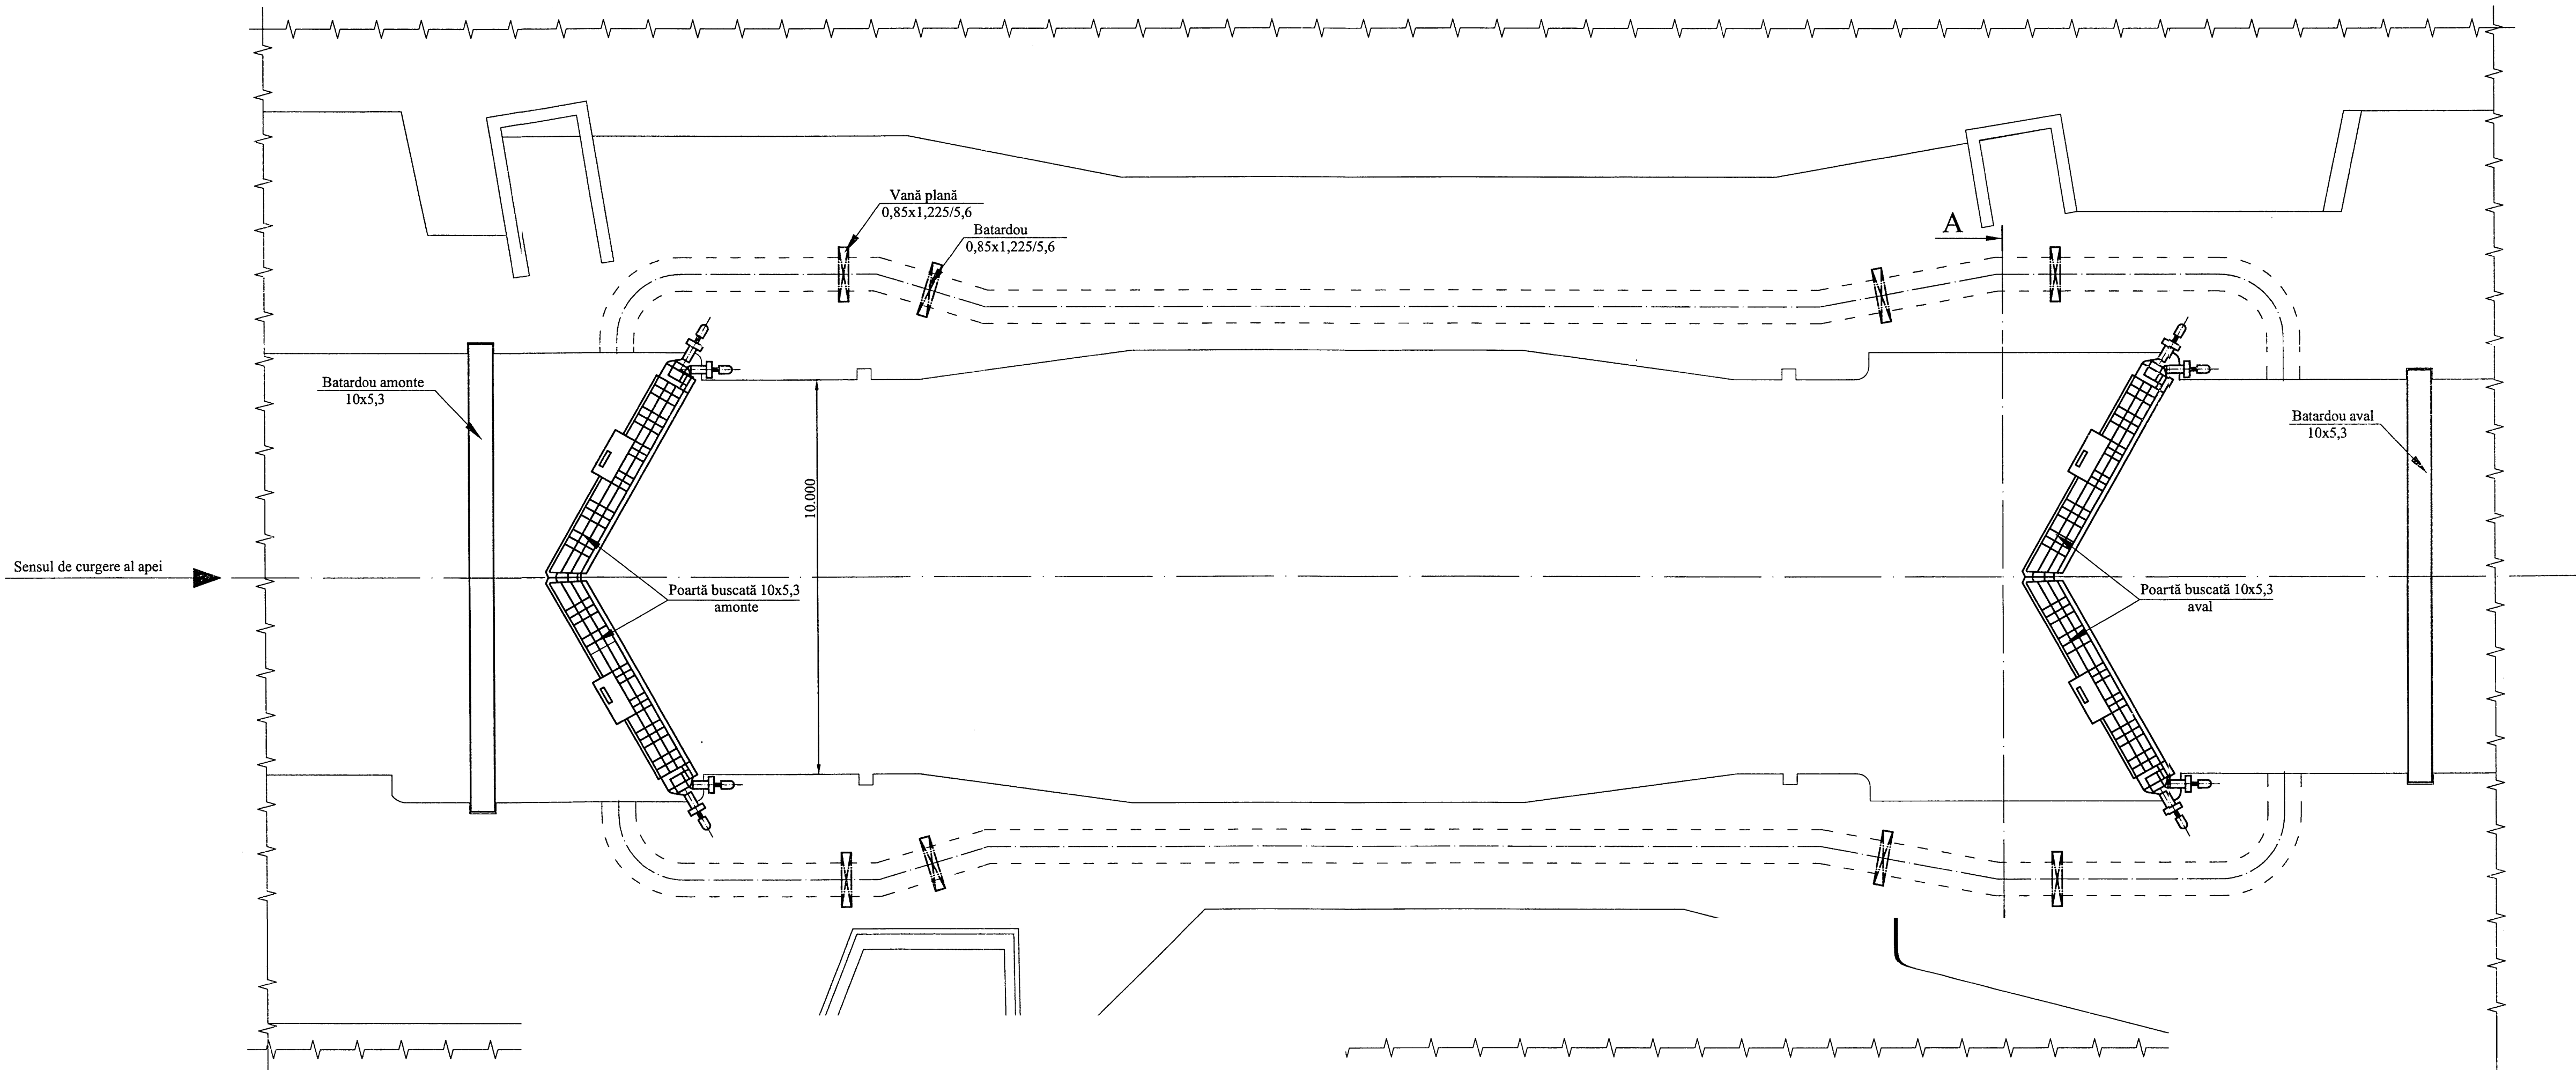 Vană plană
0,85x1,225/5,6
Batardou
0,85x1,225/5,6
A
Batardou amonte
10x5,3
Batardou aval
10x5,3
10.000
Sensul de curgere al apei
Poartă buscată 10x5,3
amonte
Poartă buscată 10x5,3
aval